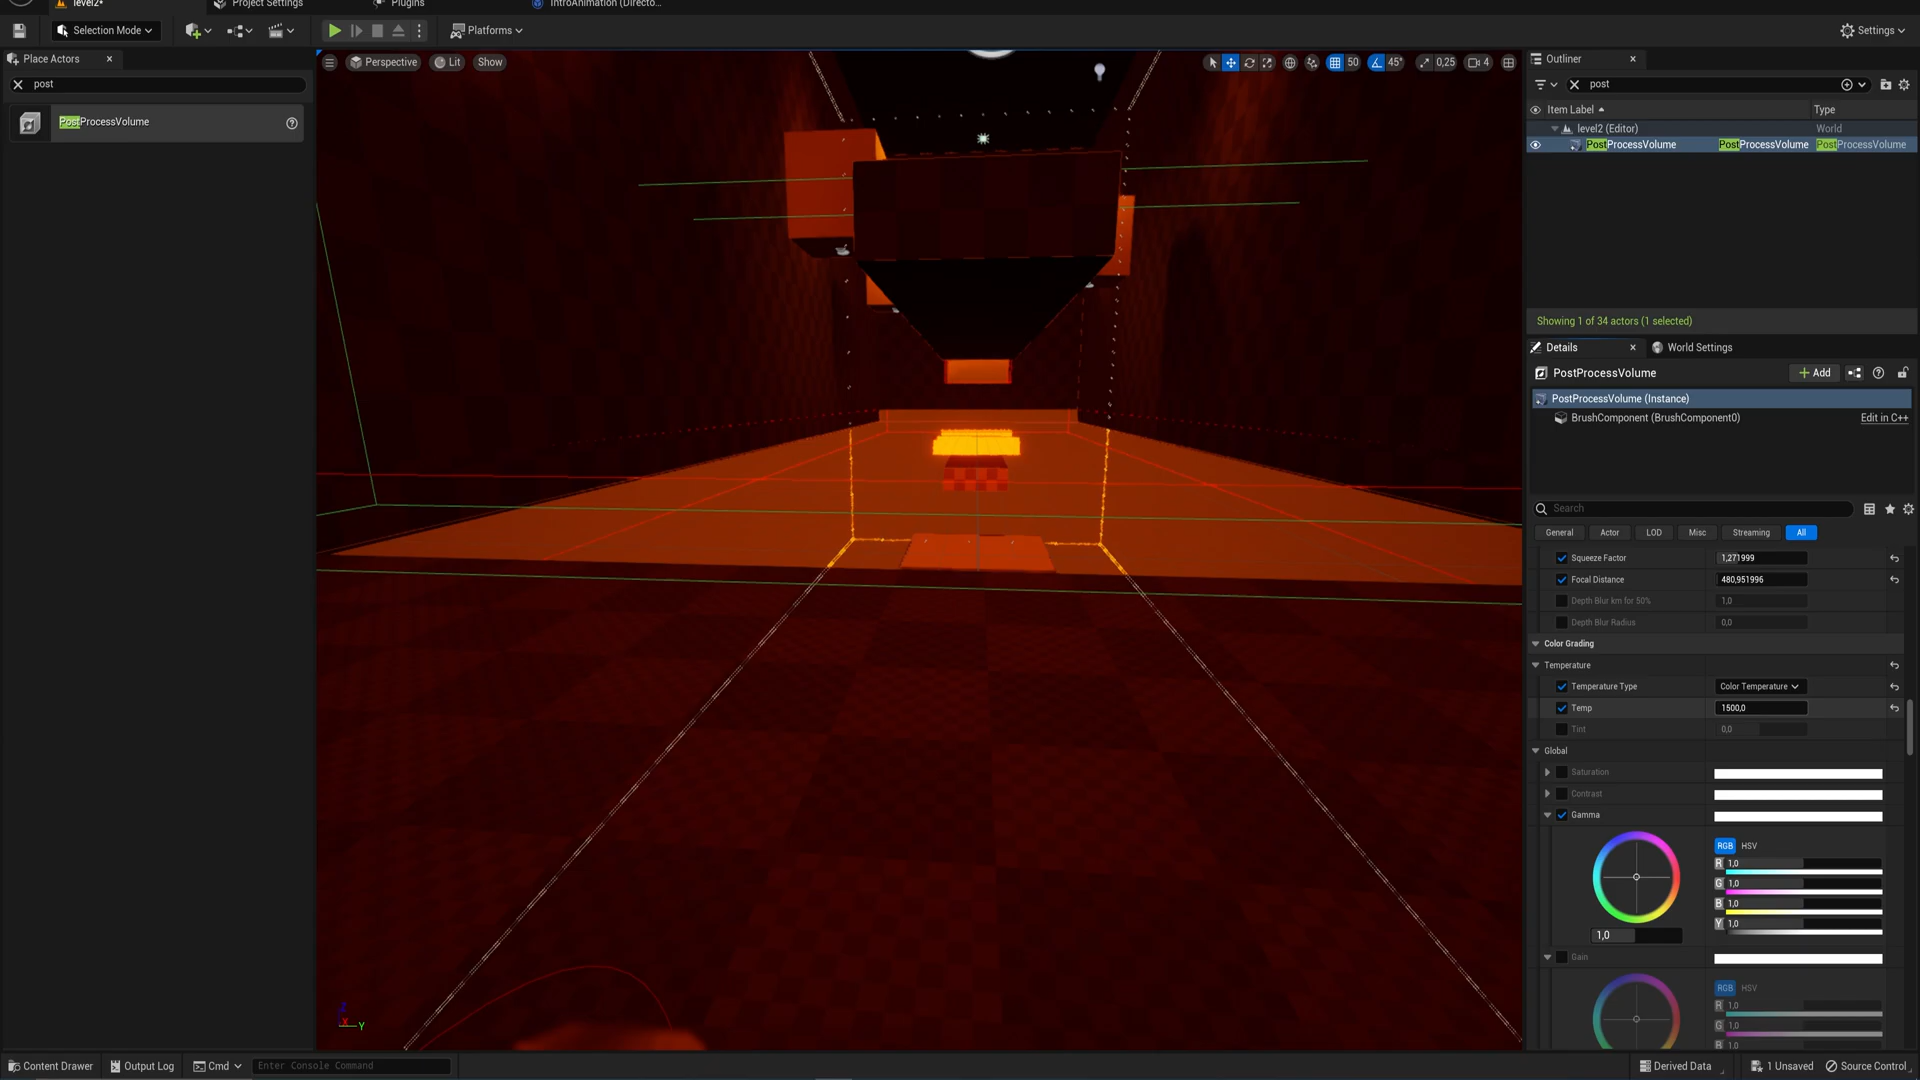 level2*
Project Settings
Plugins
IntroAnimation (Directo...
Selection Mode
Platforms
Settings
Place Actors
post
PostProcessVolume
Perspective
Lit
Show
50
45°
0,25
4
Outliner
post
Item Label
Type
level2 (Editor)
World
PostProcessVolume
PostProcessVolume
PostProcessVolume
Showing 1 of 34 actors (1 selected)
Details
World Settings
PostProcessVolume
+ Add
PostProcessVolume (Instance)
BrushComponent (BrushComponent0)
Edit in C++
Search
General
Actor
LOD
Misc
Streaming
All
Squeeze Factor
1,271999
Focal Distance
480,951996
Depth Blur km for 50%
1,0
Depth Blur Radius
0,0
Color Grading
Temperature
Temperature Type
Color Temperature
Temp
1500,0
Tint
0,0
Global
Saturation
Contrast
Gamma
RGB
HSV
R
1,0
G
1,0
B
1,0
Y
1,0
1,0
Gain
RGB
HSV
R
1,0
G
1,0
B
1,0
X
Y
Content Drawer
Output Log
Cmd
Enter Console Command
Derived Data
1 Unsaved
Source Control